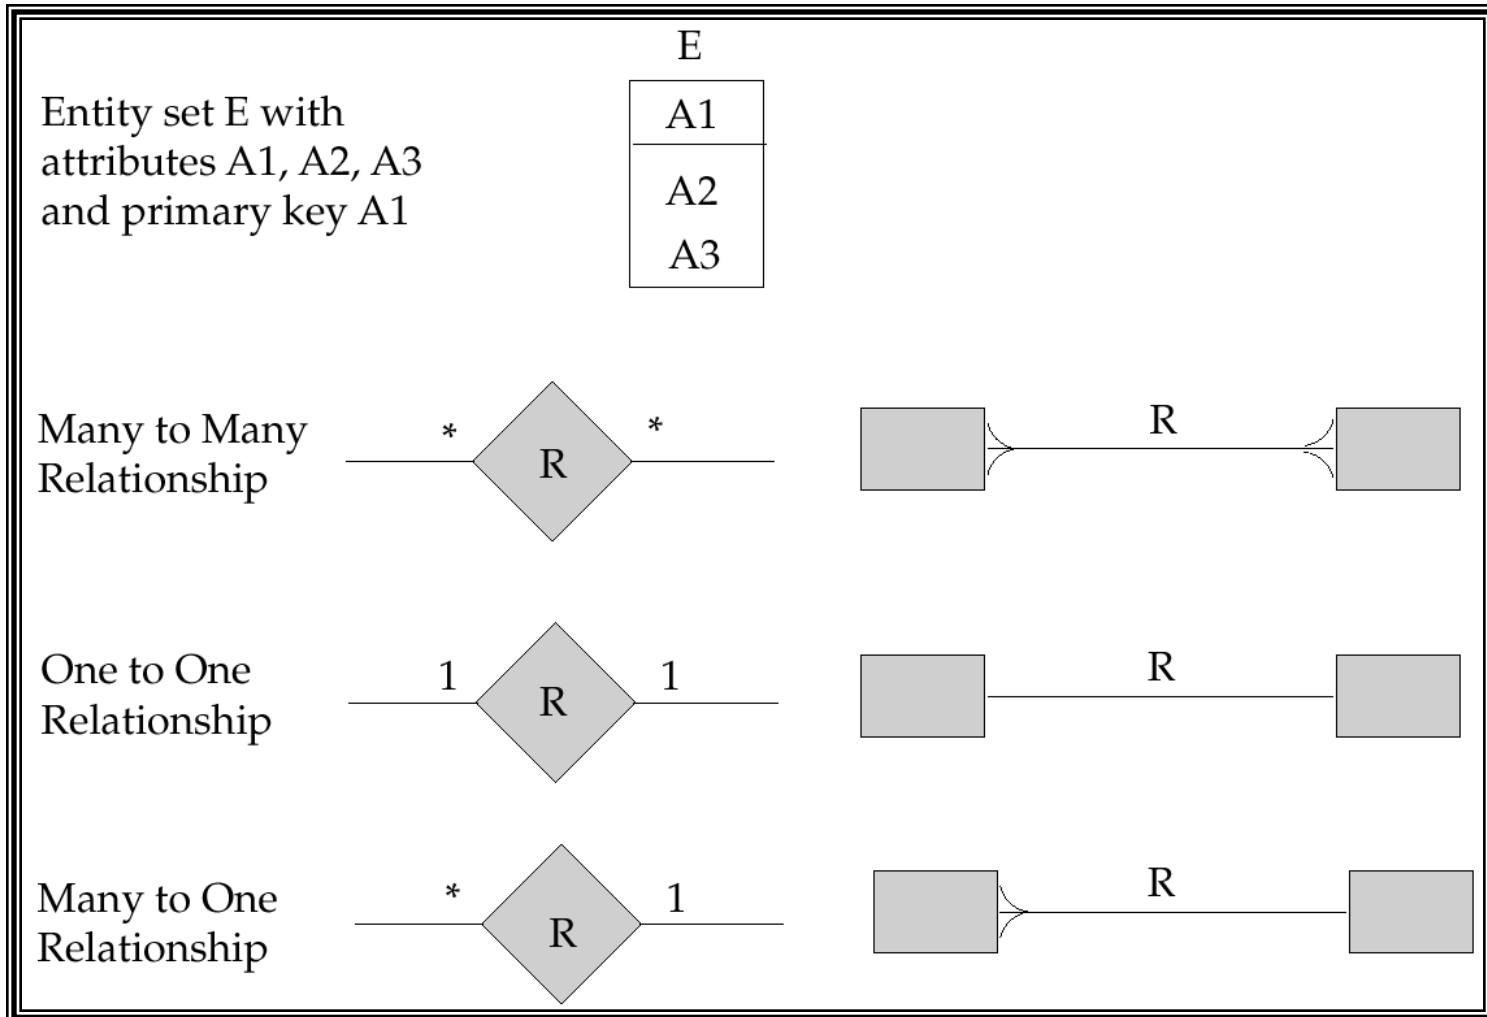 E
Entity set E with
attributes A1, A2, A3
and primary key A1
A1
A2
A3
Many to Many
Relationship
*
R
*
R
One to One
Relationship
1
R
1
R
Many to One
Relationship
*
R
1
R